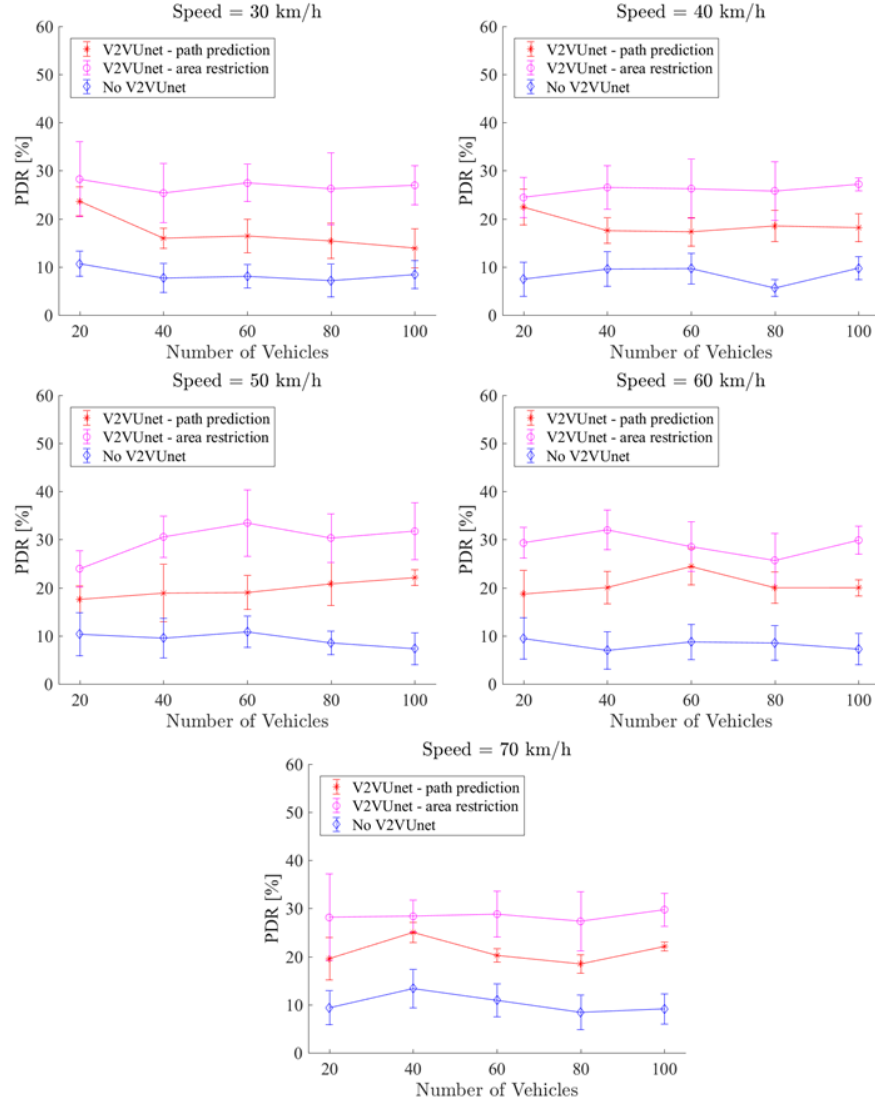 Speed = 30 km/h
60
50
40
30
20
10
0
PDR [%]
V2VUnet - path prediction
V2VUnet - area restriction
No V2VUnet
20 40 60 80 100
Number of Vehicles
Speed = 40 km/h
60
50
40
30
20
10
0
PDR [%]
V2VUnet - path prediction
V2VUnet - area restriction
No V2VUnet
20 40 60 80 100
Number of Vehicles
Speed = 50 km/h
60
50
40
30
20
10
0
PDR [%]
V2VUnet - path prediction
V2VUnet - area restriction
No V2VUnet
20 40 60 80 100
Number of Vehicles
Speed = 60 km/h
60
50
40
30
20
10
0
PDR [%]
V2VUnet - path prediction
V2VUnet - area restriction
No V2VUnet
20 40 60 80 100
Number of Vehicles
Speed = 70 km/h
60
50
40
30
20
10
0
PDR [%]
V2VUnet - path prediction
V2VUnet - area restriction
No V2VUnet
20 40 60 80 100
Number of Vehicles